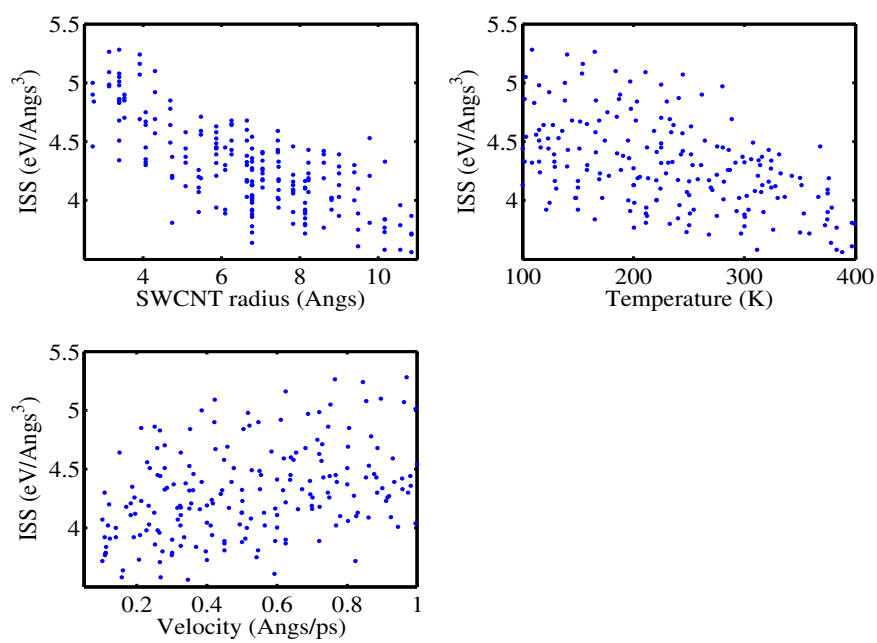 5.5
5
4.5
4
ISS (eV/Angs³)
4 6 8 10
SWCNT radius (Angs)
5.5
5
4.5
4
ISS (eV/Angs³)
100 200 300 400
Temperature (K)
5.5
5
4.5
4
ISS (eV/Angs³)
0.2 0.4 0.6 0.8 1
Velocity (Angs/ps)